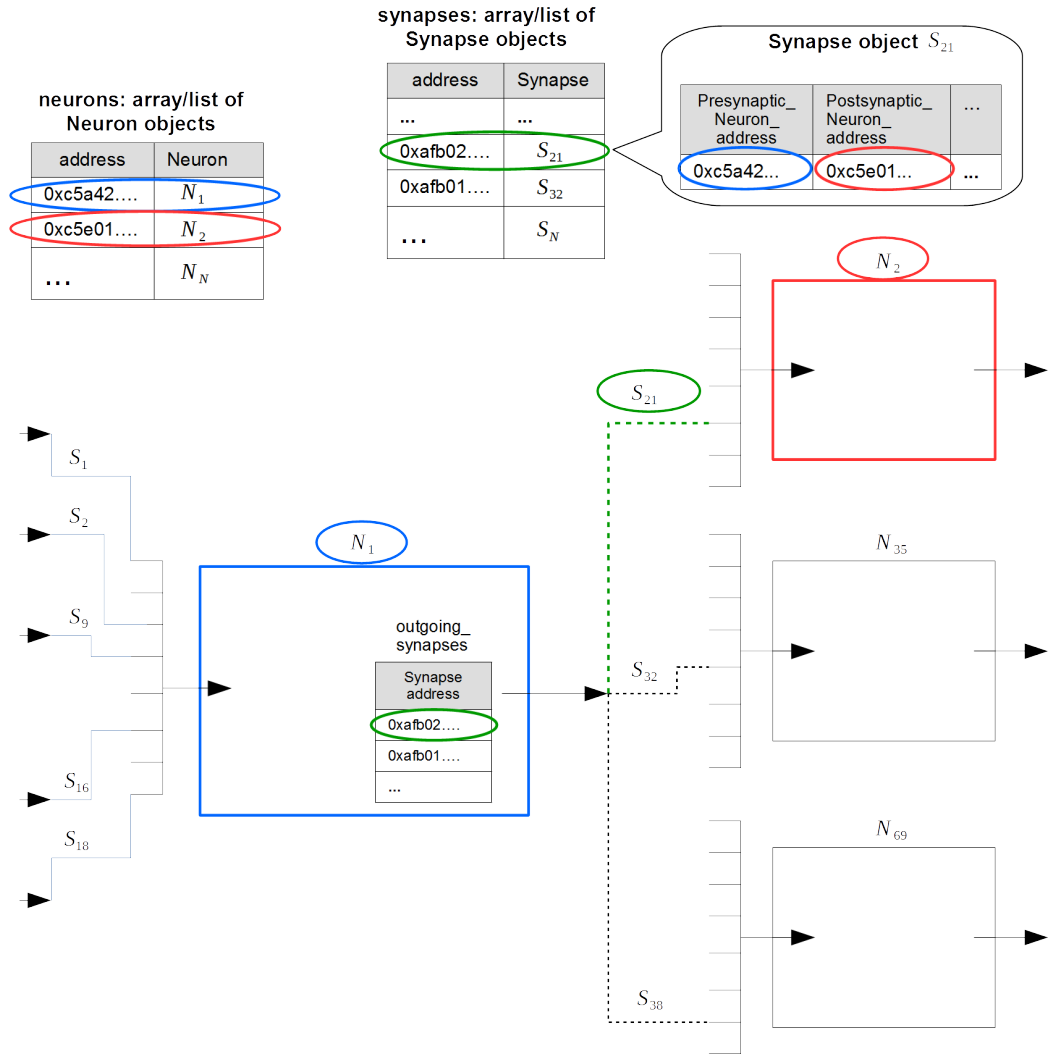 synapses: array/list of
Synapse objects
address Synapse
... ...
0xafb02.... S21
0xafb01.... S32
... SN
Synapse object S21
Presynaptic_
Neuron_
address
Postsynaptic_
Neuron_
address
...
0xc5a42... 0xc5e01... ...
neurons: array/list of
Neuron objects
address Neuron
0xc5a42.... N1
0xc5e01.... N2
... NN
N2
S21
S1
S2
S9
S16
S18
N1
outgoing_
synapses
Synapse
address
0xafb02....
0xafb01....
...
S32
N35
N69
S38